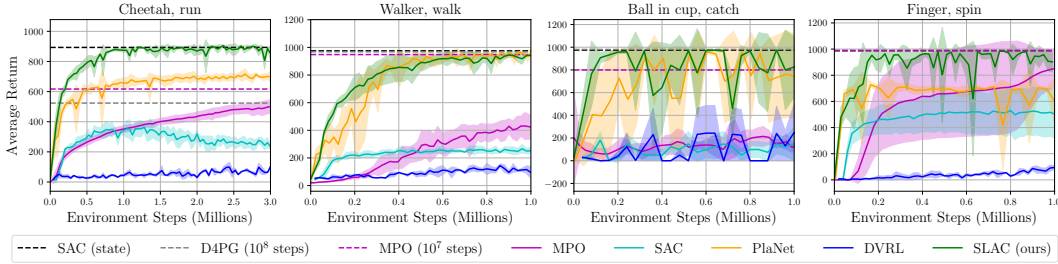 Cheetah, run
Walker, walk
Ball in cup, catch
Finger, spin
Average Return
1000
800
600
400
200
0
0.0 0.5 1.0 1.5 2.0 2.5 3.0
Environment Steps (Millions)
1200
1000
800
600
400
200
0
0.0 0.2 0.4 0.6 0.8 1.0
Environment Steps (Millions)
1200
1000
800
600
400
200
0
−200
0.0 0.2 0.4 0.6 0.8 1.0
Environment Steps (Millions)
1200
1000
800
600
400
200
0
0.0 0.2 0.4 0.6 0.8 1.0
Environment Steps (Millions)
SAC (state) D4PG (10⁸ steps) MPO (10⁷ steps) MPO SAC PlaNet DVRL SLAC (ours)